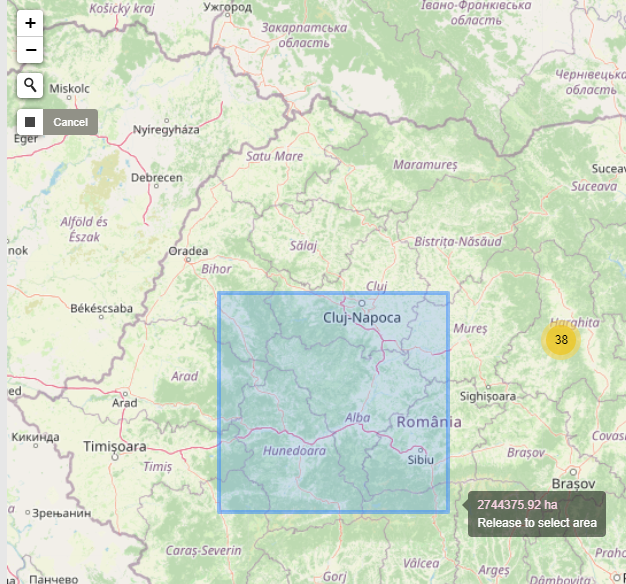 Košický kraj
Ужгород
Закарпатська
область
Івано-Франківська
область
+
−
Miskolc
Cancel
Eger
Nyíregyháza
Чернівецька
область
Satu Mare
Maramureș
Suceava
Suceava
Debrecen
Alföld és
Észak
nok
Oradea
Bihor
Sălaj
Bistrița-Năsăud
Cluj
Cluj-Napoca
Békéscsaba
Mureș
Harghita
38
Arad
Arad
Sighișoara
ed
Кикинда
Timișoara
Timiș
Alba
România
Hunedoara
Sibiu
Brașov
Covas
Brașov
a
Зрењанин
2744375.92 ha
Release to select area
Caraș-Severin
Vâlcea
Argeș
Gorj
Dâmbovița
Панчево
P